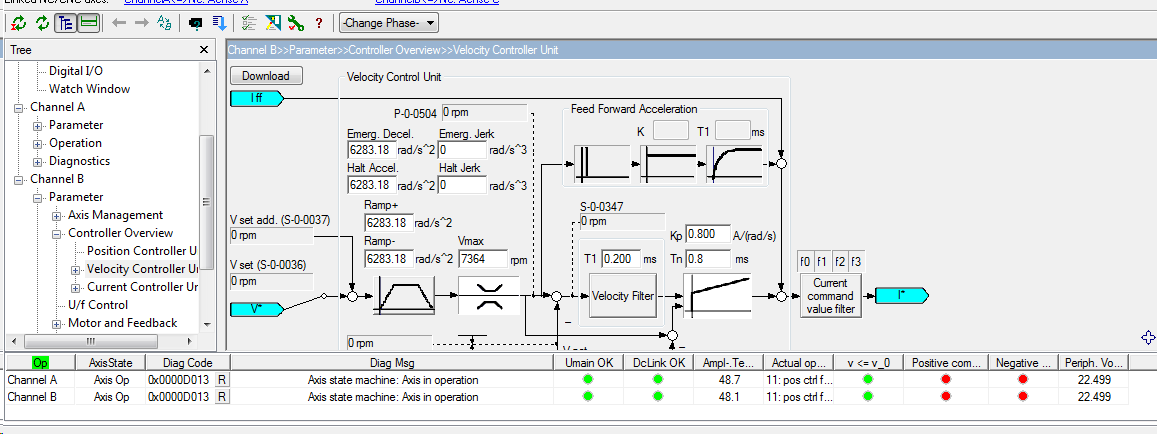 -Change Phase-
Tree
Channel B>>Parameter>>Controller Overview>>Velocity Controller Unit
Digital I/O
Watch Window
Channel A
Parameter
Operation
Diagnostics
Channel B
Parameter
Axis Management
Controller Overview
Position Controller U
Velocity Controller Un
Current Controller Un
U/f Control
Motor and Feedback
Download
Velocity Control Unit
I ff
P-0-0504 0 rpm
Feed Forward Acceleration
K T1 ms
Emerg. Decel. Emerg. Jerk
6283.18 rad/s^2 0 rad/s^3
Halt Accel. Halt Jerk
6283.18 rad/s^2 0 rad/s^3
Ramp+
6283.18 rad/s^2
S-0-0347
0 rpm
V set add. (S-0-0037)
0 rpm
Ramp- Vmax
6283.18 rad/s^2 7364 rpm
Kp 0.800 A/(rad/s)
T1 0.200 ms
Tn 0.8 ms
V set (S-0-0036)
0 rpm
f0 f1 f2 f3
V*
Velocity Filter
Current
command
value filter
I*
0 rpm
Op AxisState Diag Code Diag Msg Umain OK DcLink OK Ampl-.Te... Actual op... v <= v_0 Positive com... Negative ... Periph. Vo...
Channel A Axis Op 0x0000D013 R Axis state machine: Axis in operation 48.7 11: pos ctrl f... 22.499
Channel B Axis Op 0x0000D013 R Axis state machine: Axis in operation 48.1 11: pos ctrl f... 22.499